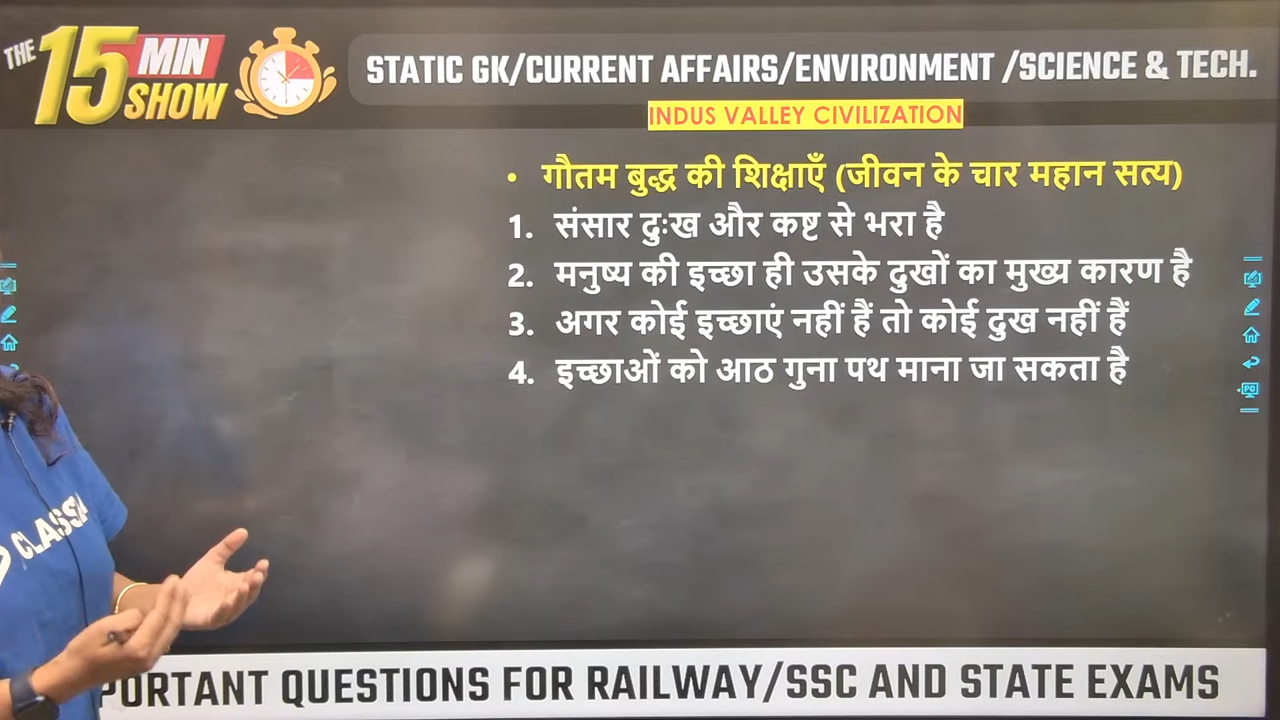 THE 15 MIN SHOW
STATIC GK/CURRENT AFFAIRS/ENVIRONMENT /SCIENCE & TECH.
INDUS VALLEY CIVILIZATION
• गौतम बुद्ध की शिक्षाएँ (जीवन के चार महान सत्य)
1. संसार दुःख और कष्ट से भरा है
2. मनुष्य की इच्छा ही उसके दुखों का मुख्य कारण है
3. अगर कोई इच्छाएं नहीं हैं तो कोई दुख नहीं हैं
4. इच्छाओं को आठ गुना पथ माना जा सकता है
CLASS
PORTANT QUESTIONS FOR RAILWAY/SSC AND STATE EXAMS